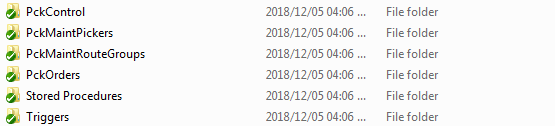 PckControl 2018/12/05 04:06 ... File folder
PckMaintPickers 2018/12/05 04:06 ... File folder
PckMaintRouteGroups 2018/12/05 04:06 ... File folder
PckOrders 2018/12/05 04:06 ... File folder
Stored Procedures 2018/12/05 04:06 ... File folder
Triggers 2018/12/05 04:06 ... File folder